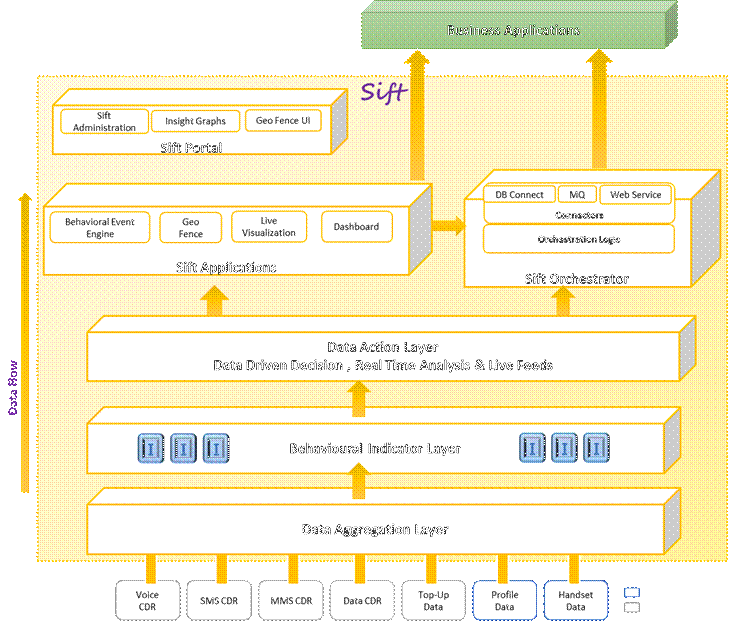 Business Applications
Sift
Sift
Administration
Insight Graphs
Geo Fence UI
Sift Portal
Behavioral Event
Engine
Geo
Fence
Live
Visualization
Dashboard
Sift Applications
DB Connect
MQ
Web Service
Connectors
Orchestration Logic
Sift Orchestrator
Data Action Layer
Data Driven Decision , Real Time Analysis & Live Feeds
Data flow
I I I
Behavioural Indicator Layer
I I I
Data Aggregation Layer
Voice
CDR
SMS CDR
MMS CDR
Data CDR
Top-Up
Data
Profile
Data
Handset
Data